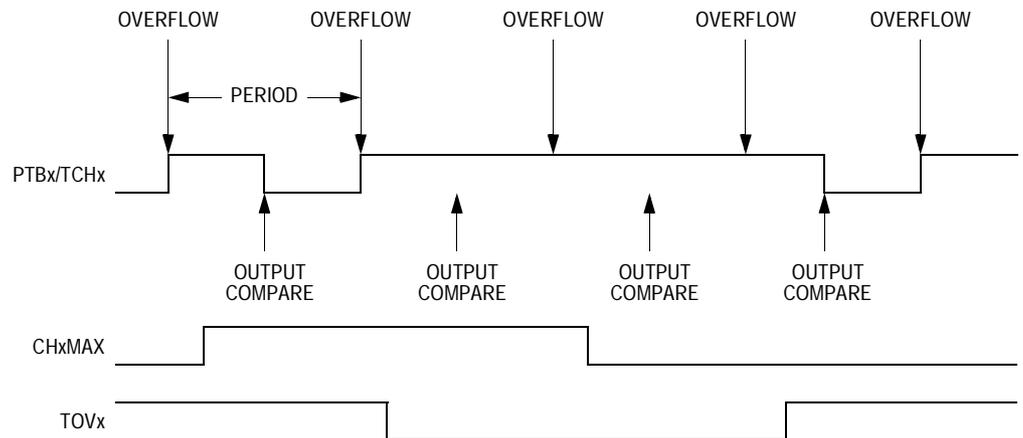 OVERFLOW OVERFLOW OVERFLOW OVERFLOW OVERFLOW
PERIOD
PTBx/TCHx
OUTPUT
COMPARE
OUTPUT
COMPARE
OUTPUT
COMPARE
OUTPUT
COMPARE
CHxMAX
TOVx